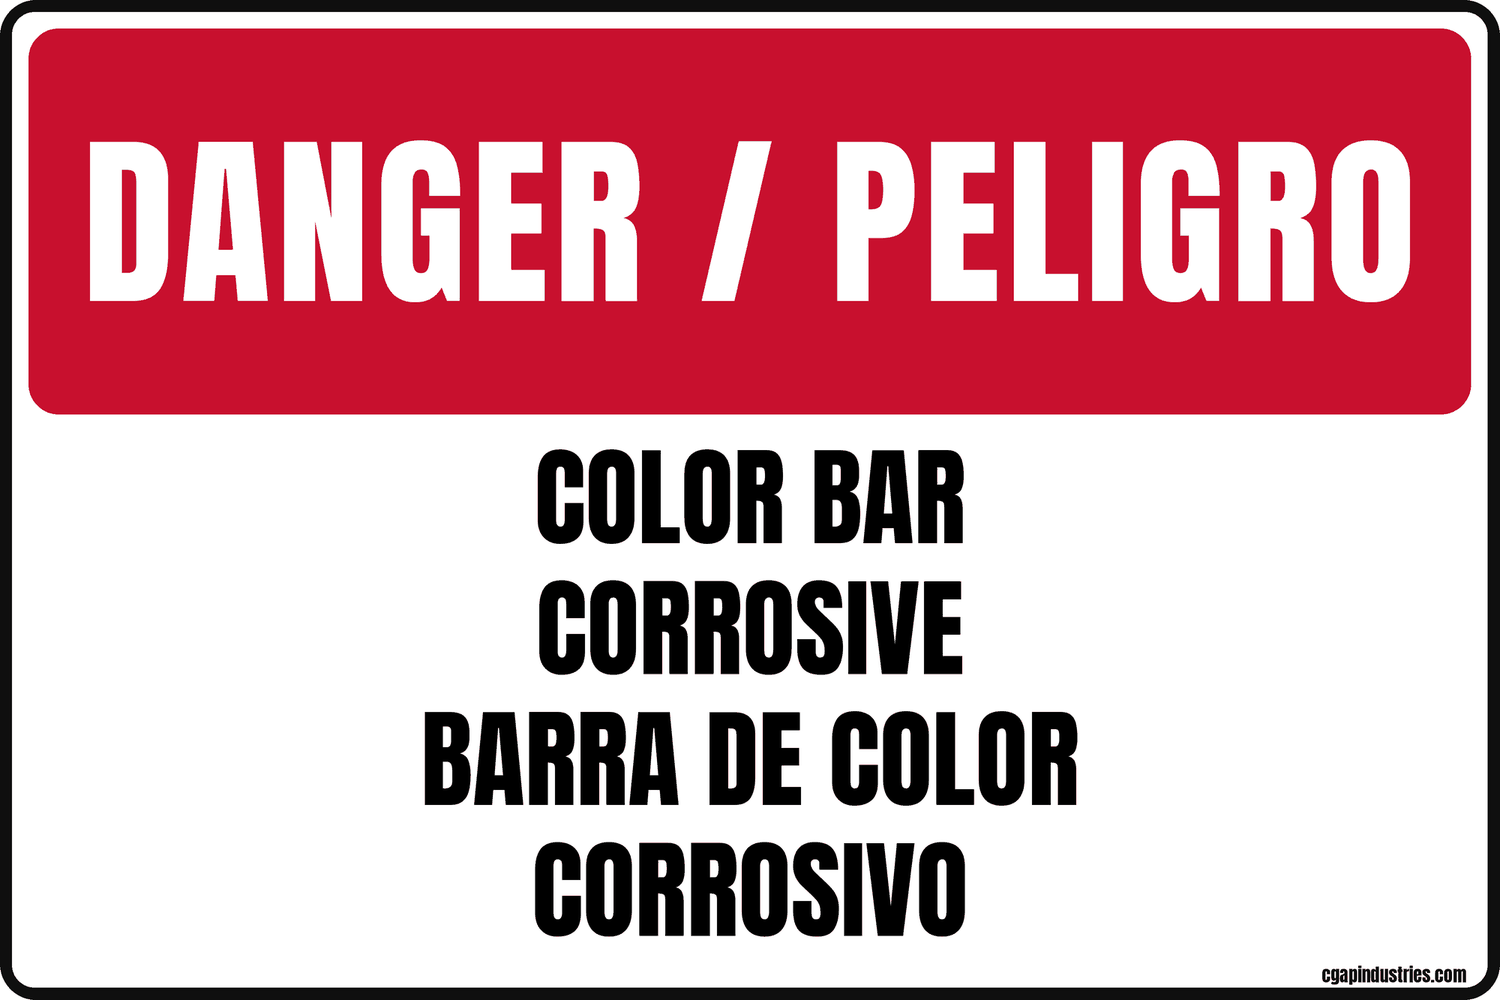 DANGER / PELIGRO
COLOR BAR
CORROSIVE
BARRA DE COLOR
CORROSIVO
cgapindustries.com